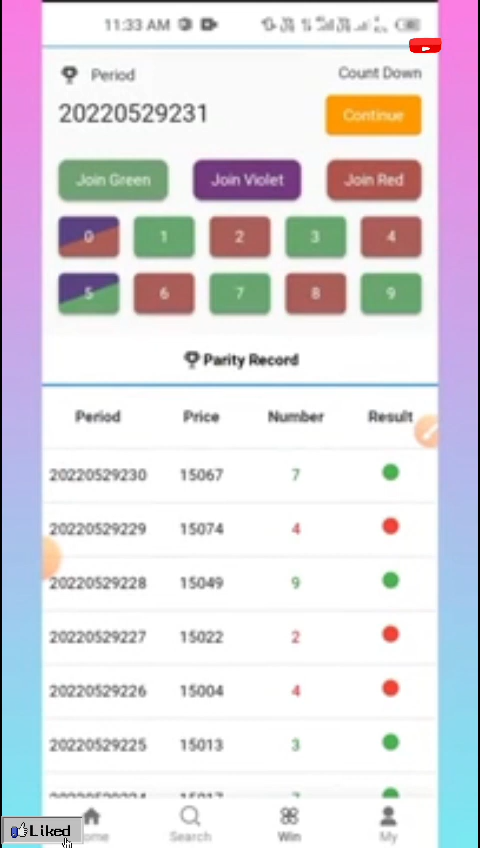 11:33 AM
Period
Count Down
20220529231
Continue
Join Green Join Violet Join Red
0 1 2 3 4
5 6 7 8 9
Parity Record
Period Price Number Result
20220529230 15067 7
20220529229 15074 4
20220529228 15049 9
20220529227 15022 2
20220529226 15004 4
20220529225 15013 3
Liked
Search Win My